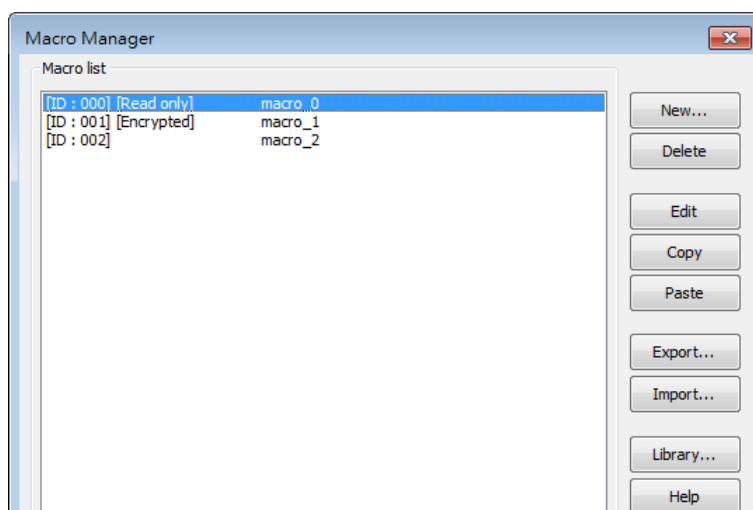 Macro Manager
Macro list
[ID : 000] [Read only] macro_0
[ID : 001] [Encrypted] macro_1
[ID : 002] macro_2
New...
Delete
Edit
Copy
Paste
Export...
Import...
Library...
Help